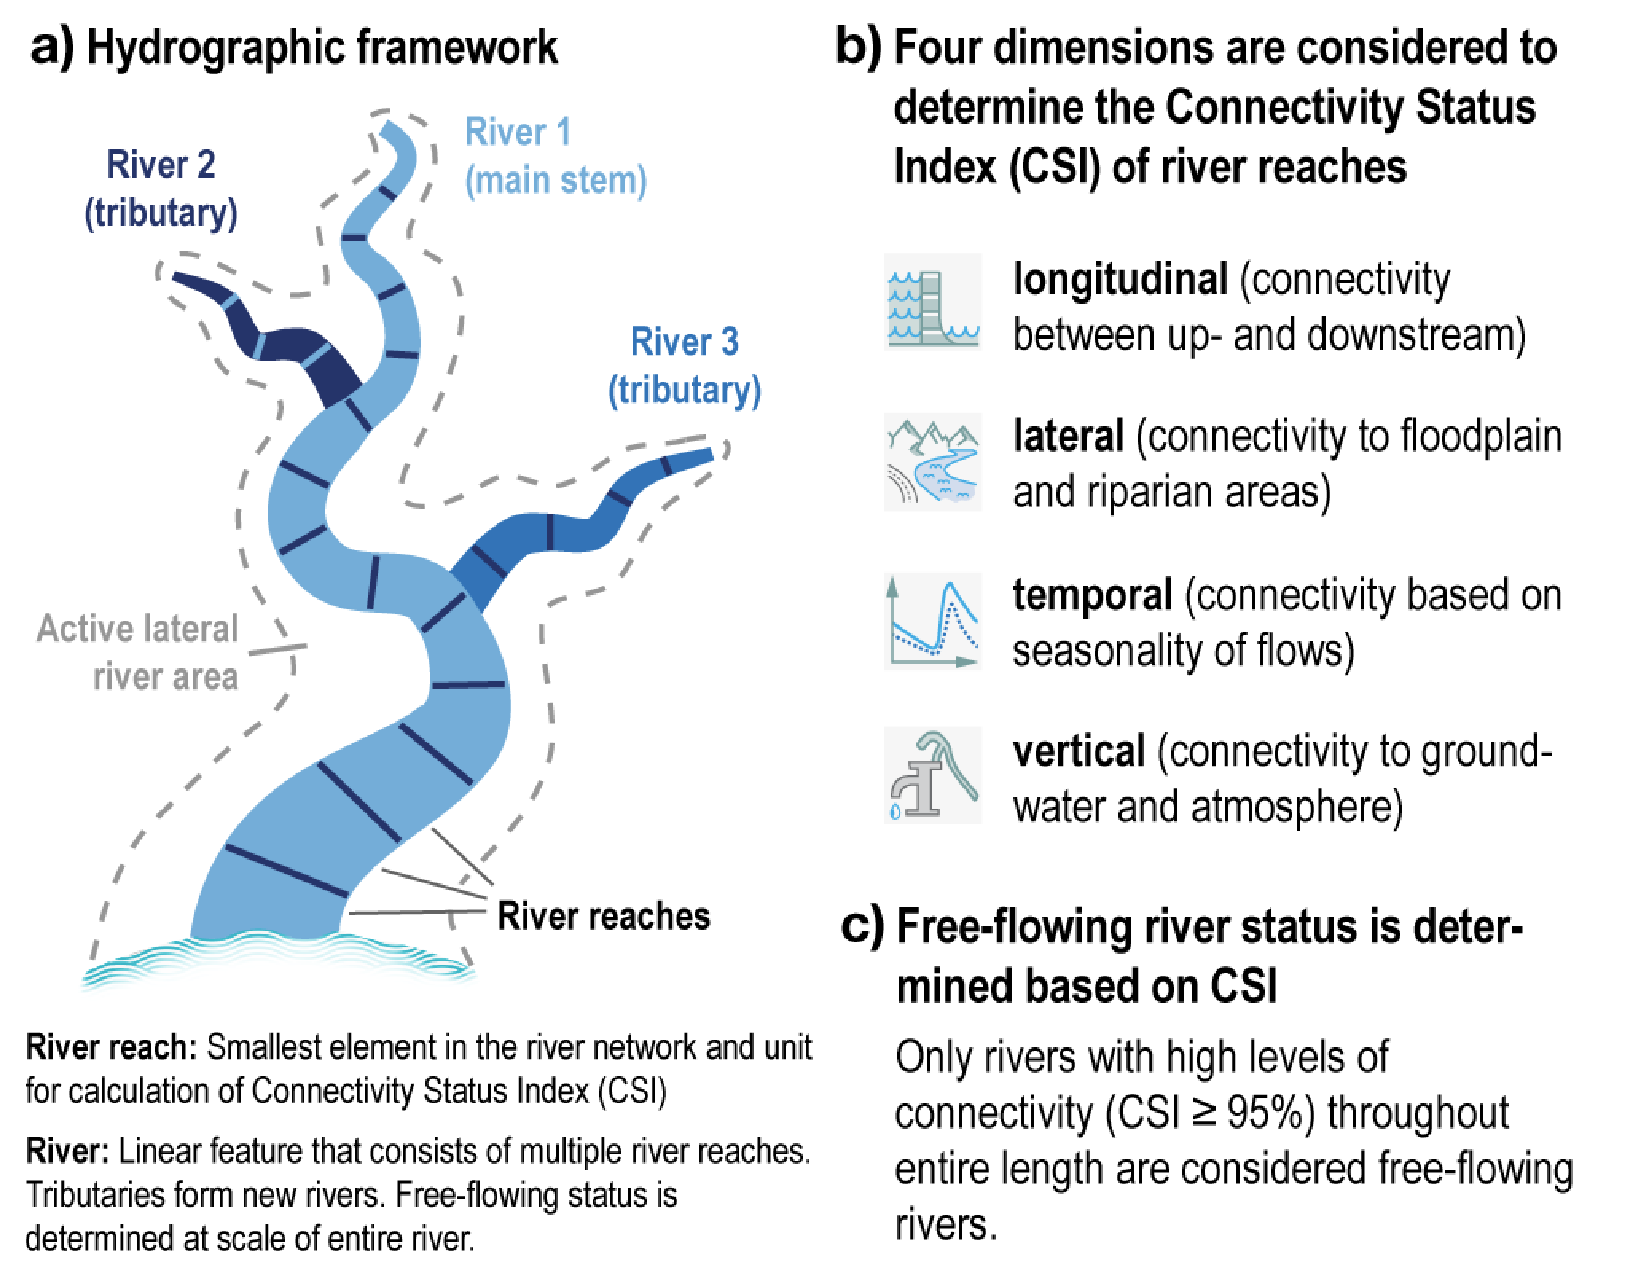 a) Hydrographic framework
River 1
(main stem)
River 2
(tributary)
River 3
(tributary)
Active lateral
river area
River reaches
River reach: Smallest element in the river network and unit
for calculation of Connectivity Status Index (CSI)
River: Linear feature that consists of multiple river reaches.
Tributaries form new rivers. Free-flowing status is
determined at scale of entire river.
b) Four dimensions are considered to
determine the Connectivity Status
Index (CSI) of river reaches
longitudinal (connectivity
between up- and downstream)
lateral (connectivity to floodplain
and riparian areas)
temporal (connectivity based on
seasonality of flows)
vertical (connectivity to ground-
water and atmosphere)
c) Free-flowing river status is deter-
mined based on CSI
Only rivers with high levels of
connectivity (CSI ≥ 95%) throughout
entire length are considered free-flowing
rivers.